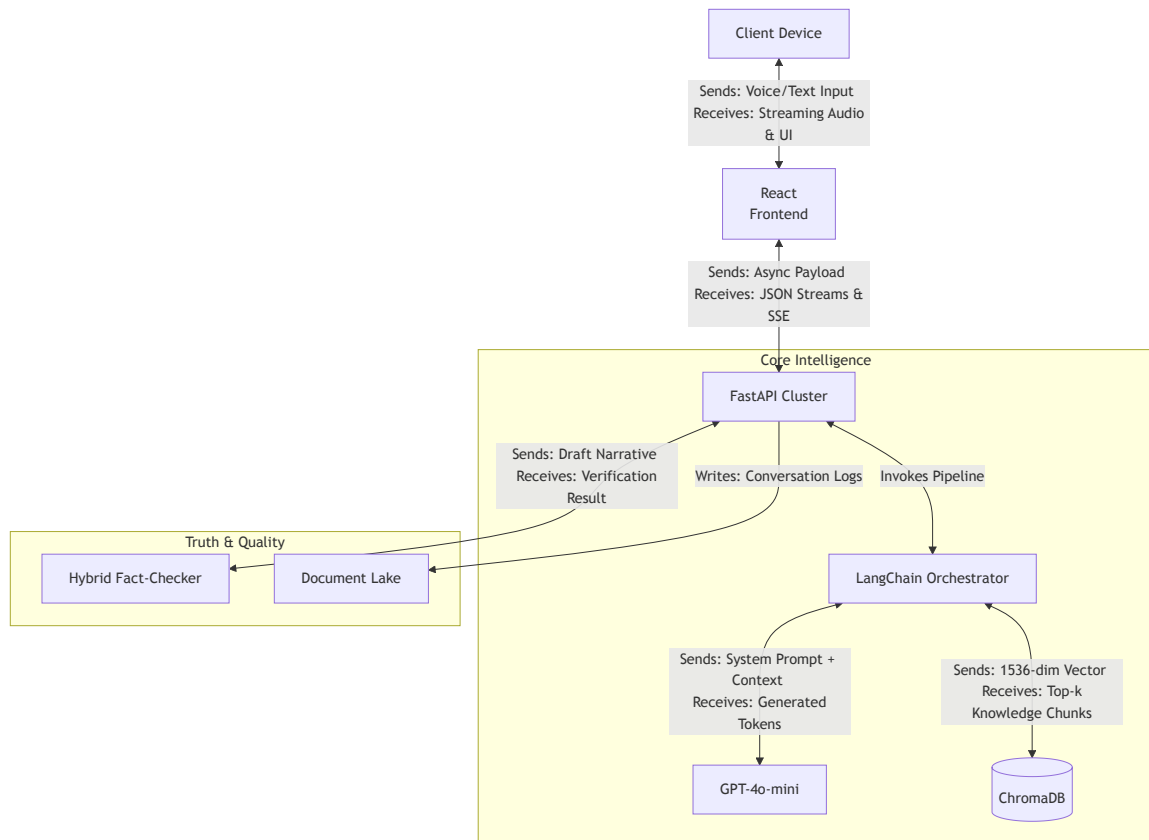 Client Device
Sends: Voice/Text Input
Receives: Streaming Audio
& UI
React
Frontend
Sends: Async Payload
Receives: JSON Streams &
SSE
Core Intelligence
FastAPI Cluster
Sends: Draft Narrative
Receives: Verification
Result
Writes: Conversation Logs
Invokes Pipeline
Truth & Quality
Hybrid Fact-Checker
Document Lake
LangChain Orchestrator
Sends: System Prompt +
Context
Receives: Generated
Tokens
Sends: 1536-dim Vector
Receives: Top-k
Knowledge Chunks
GPT-4o-mini
ChromaDB